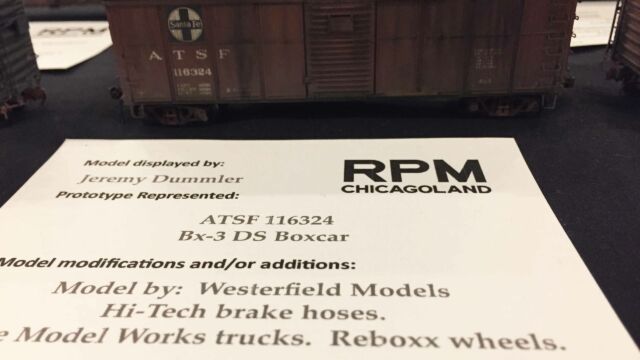 Santa Fe
ATSF
116324
Model displayed by:
Jeremy Dummler
RPM
CHICAGOLAND
Prototype Represented:
ATSF 116324
Bx-3 DS Boxcar
Model modifications and/or additions:
Model by: Westerfield Models
Hi-Tech brake hoses.
Model Works trucks. Reboxx wheels.